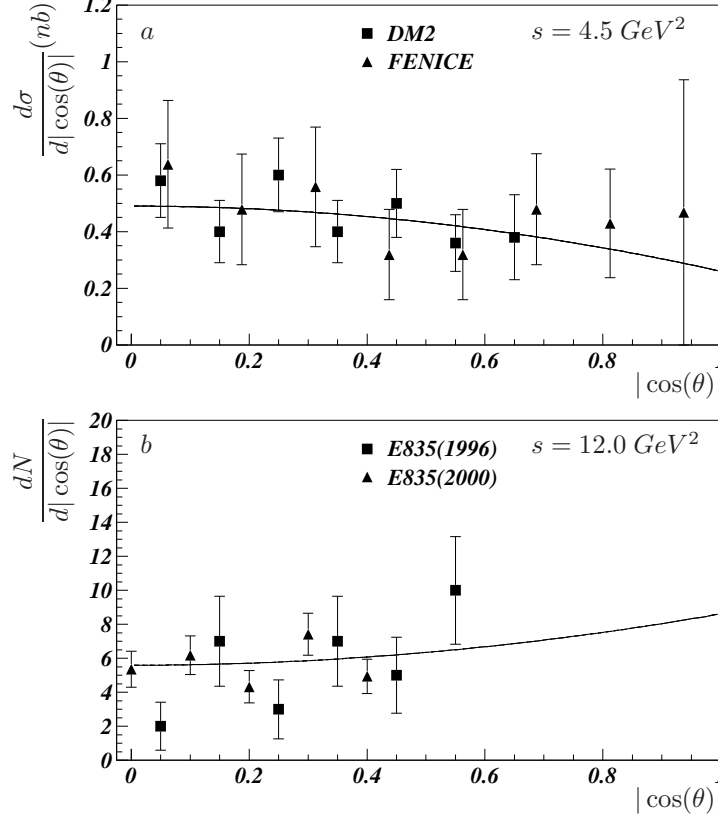 1.2
1
0.8
0.6
0.4
0.2
0
dσ
d| cos(θ)|
(nb)
a
DM2
FENICE
s = 4.5 GeV²
0 0.2 0.4 0.6 0.8 1
| cos(θ)|
20
18
16
14
12
10
8
6
4
2
0
dN
d| cos(θ)|
b
E835(1996)
E835(2000)
s = 12.0 GeV²
0 0.2 0.4 0.6 0.8 1
| cos(θ)|